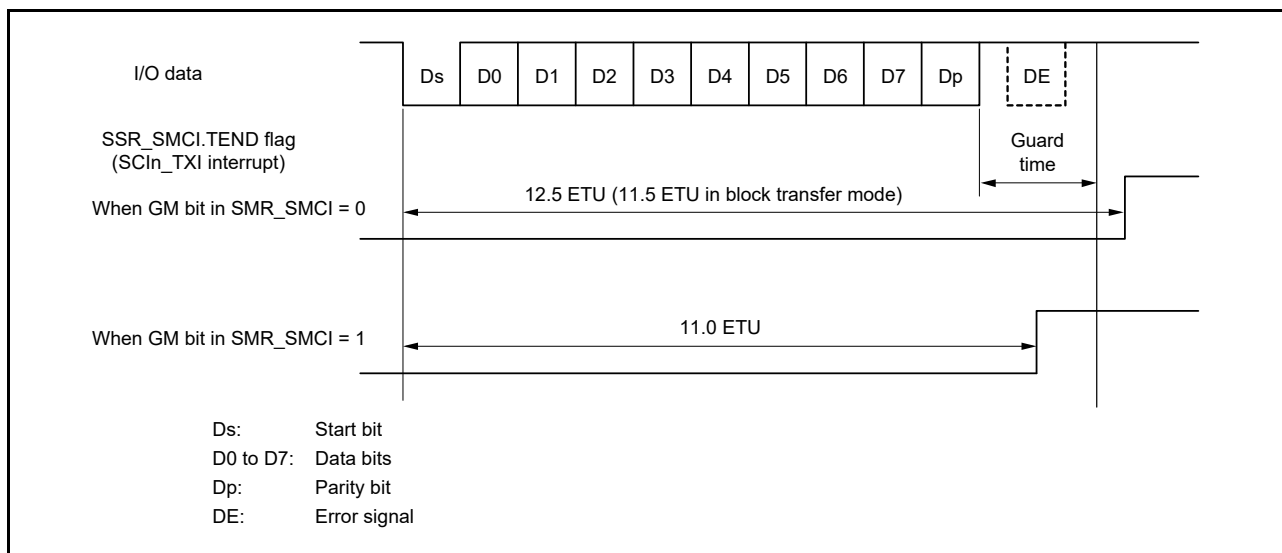 I/O data
Ds D0 D1 D2 D3 D4 D5 D6 D7 Dp DE
SSR_SMCI.TEND flag
(SCIn_TXI interrupt)
Guard
time
When GM bit in SMR_SMCI = 0
12.5 ETU (11.5 ETU in block transfer mode)
When GM bit in SMR_SMCI = 1
11.0 ETU
Ds: Start bit
D0 to D7: Data bits
Dp: Parity bit
DE: Error signal